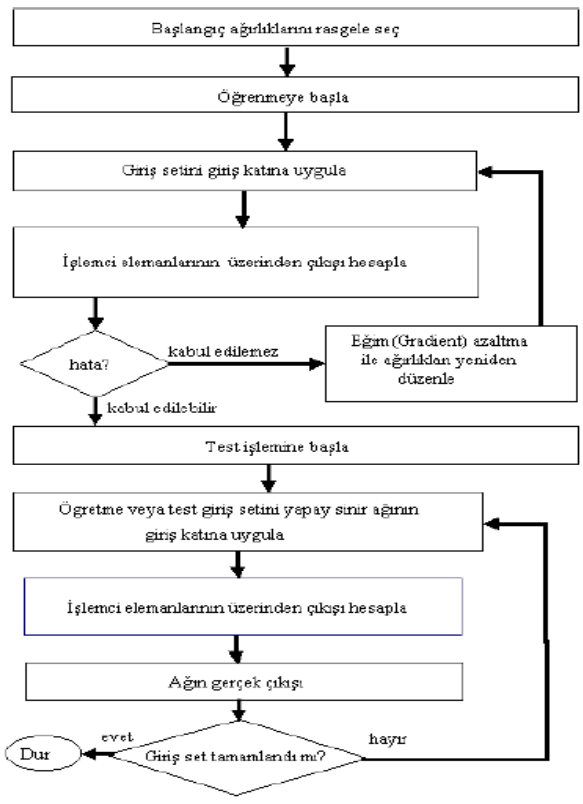 Başlangıç ağırlıklarını rasgele seç
Öğrenmeye başla
Giriş setini giriş katına uygula
İşlemci elemanlarının üzerinden çıkışı hesapla
hata?
kabul edilemez
Eğim (Gradient) azaltma
ile ağırlıkları yeniden
düzenle
kabul edilebilir
Test işlemine başla
Ögretme veya test giriş setini yapay sinir ağının
giriş katına uygula
İşlemci elemanlarının üzerinden çıkışı hesapla
Ağın gerçek çıkışı
evet
hayır
Dur
Giriş set tamamlandı mı?